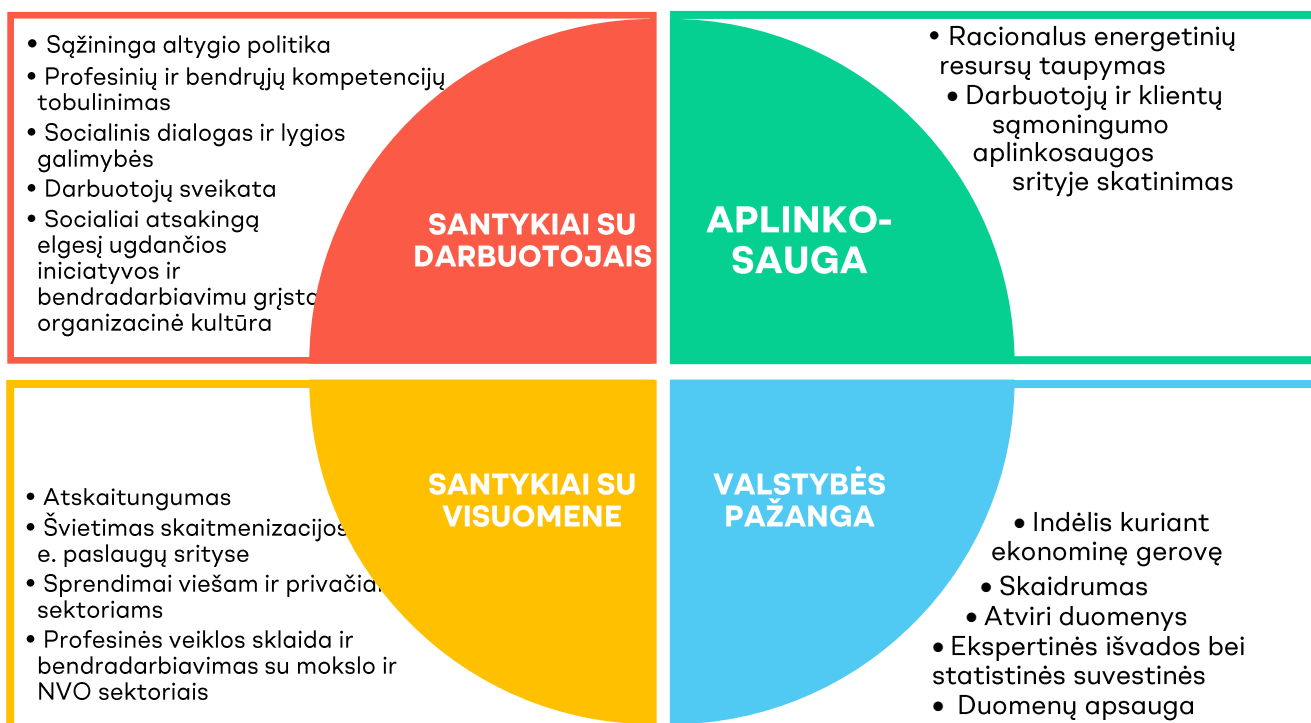 • Sąžininga altygio politika
• Profesinių ir bendrųjų kompetencijų
tobulinimas
• Socialinis dialogas ir lygios
galimybės
• Darbuotojų sveikata
• Socialiai atsakingą
elgesį ugdančios
iniciatyvos ir
bendradarbiavimu grįsta
organizacinė kultūra
SANTYKIAI SU
DARBUOTOJAIS
APLINKO-
SAUGA
• Racionalus energetinių
resursų taupymas
• Darbuotojų ir klientų
sąmoningumo
aplinkosaugos
srityje skatinimas
• Atskaitungumas
• Švietimas skaitmenizacijos
e. paslaugų srityse
• Sprendimai viešam ir privačiam
sektoriams
• Profesinės veiklos sklaida ir
bendradarbiavimas su mokslo ir
NVO sektoriais
SANTYKIAI SU
VISUOMENE
VALSTYBĖS
PAŽANGA
• Indėlis kuriant
ekonominę gerovę
• Skaidrumas
• Atviri duomenys
• Ekspertinės išvados bei
statistinės suvestinės
• Duomenų apsauga